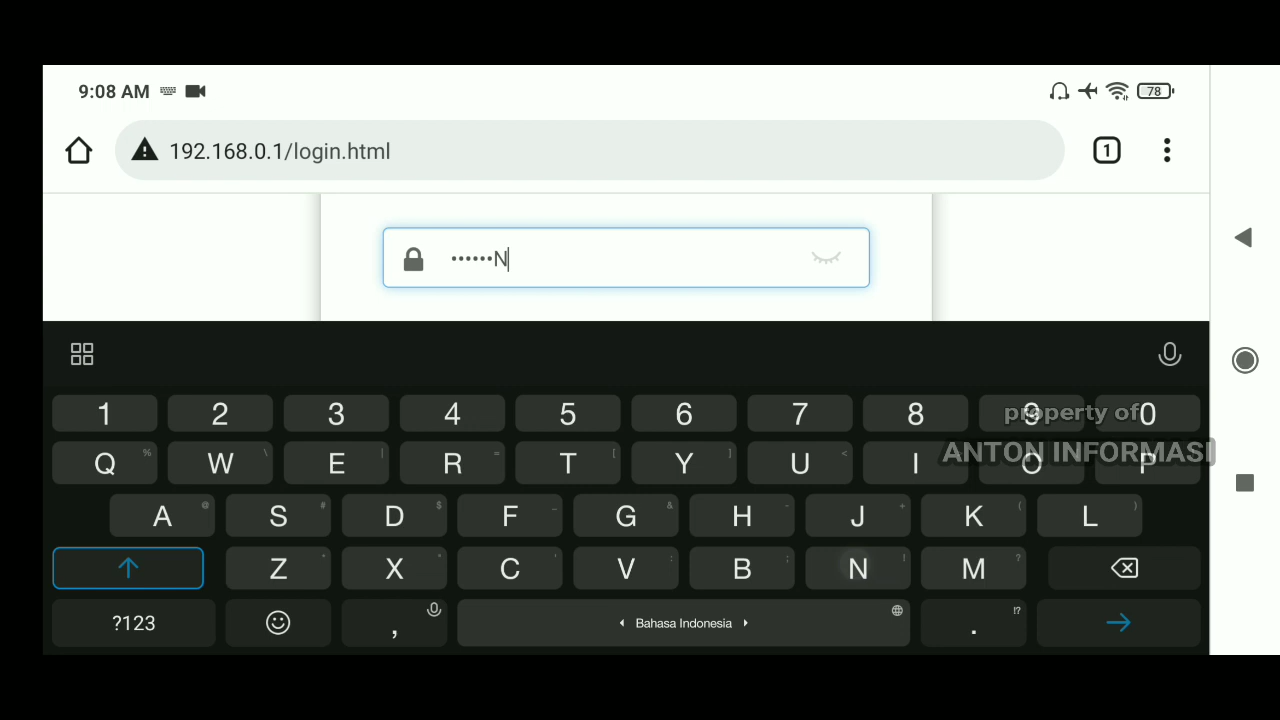 9:08 AM
78
192.168.0.1/login.html
1
••••••N
1 2 3 4 5 6 7 8 9 0
property of
Q W E R T Y U I O P
% \ | = [ ] <
ANTON INFORMASI
A S D F G H J K L
@ # $ _ & - + ( )
Z X C V B N M
* " ' : ; ! ?
?123 , Bahasa Indonesia . !?